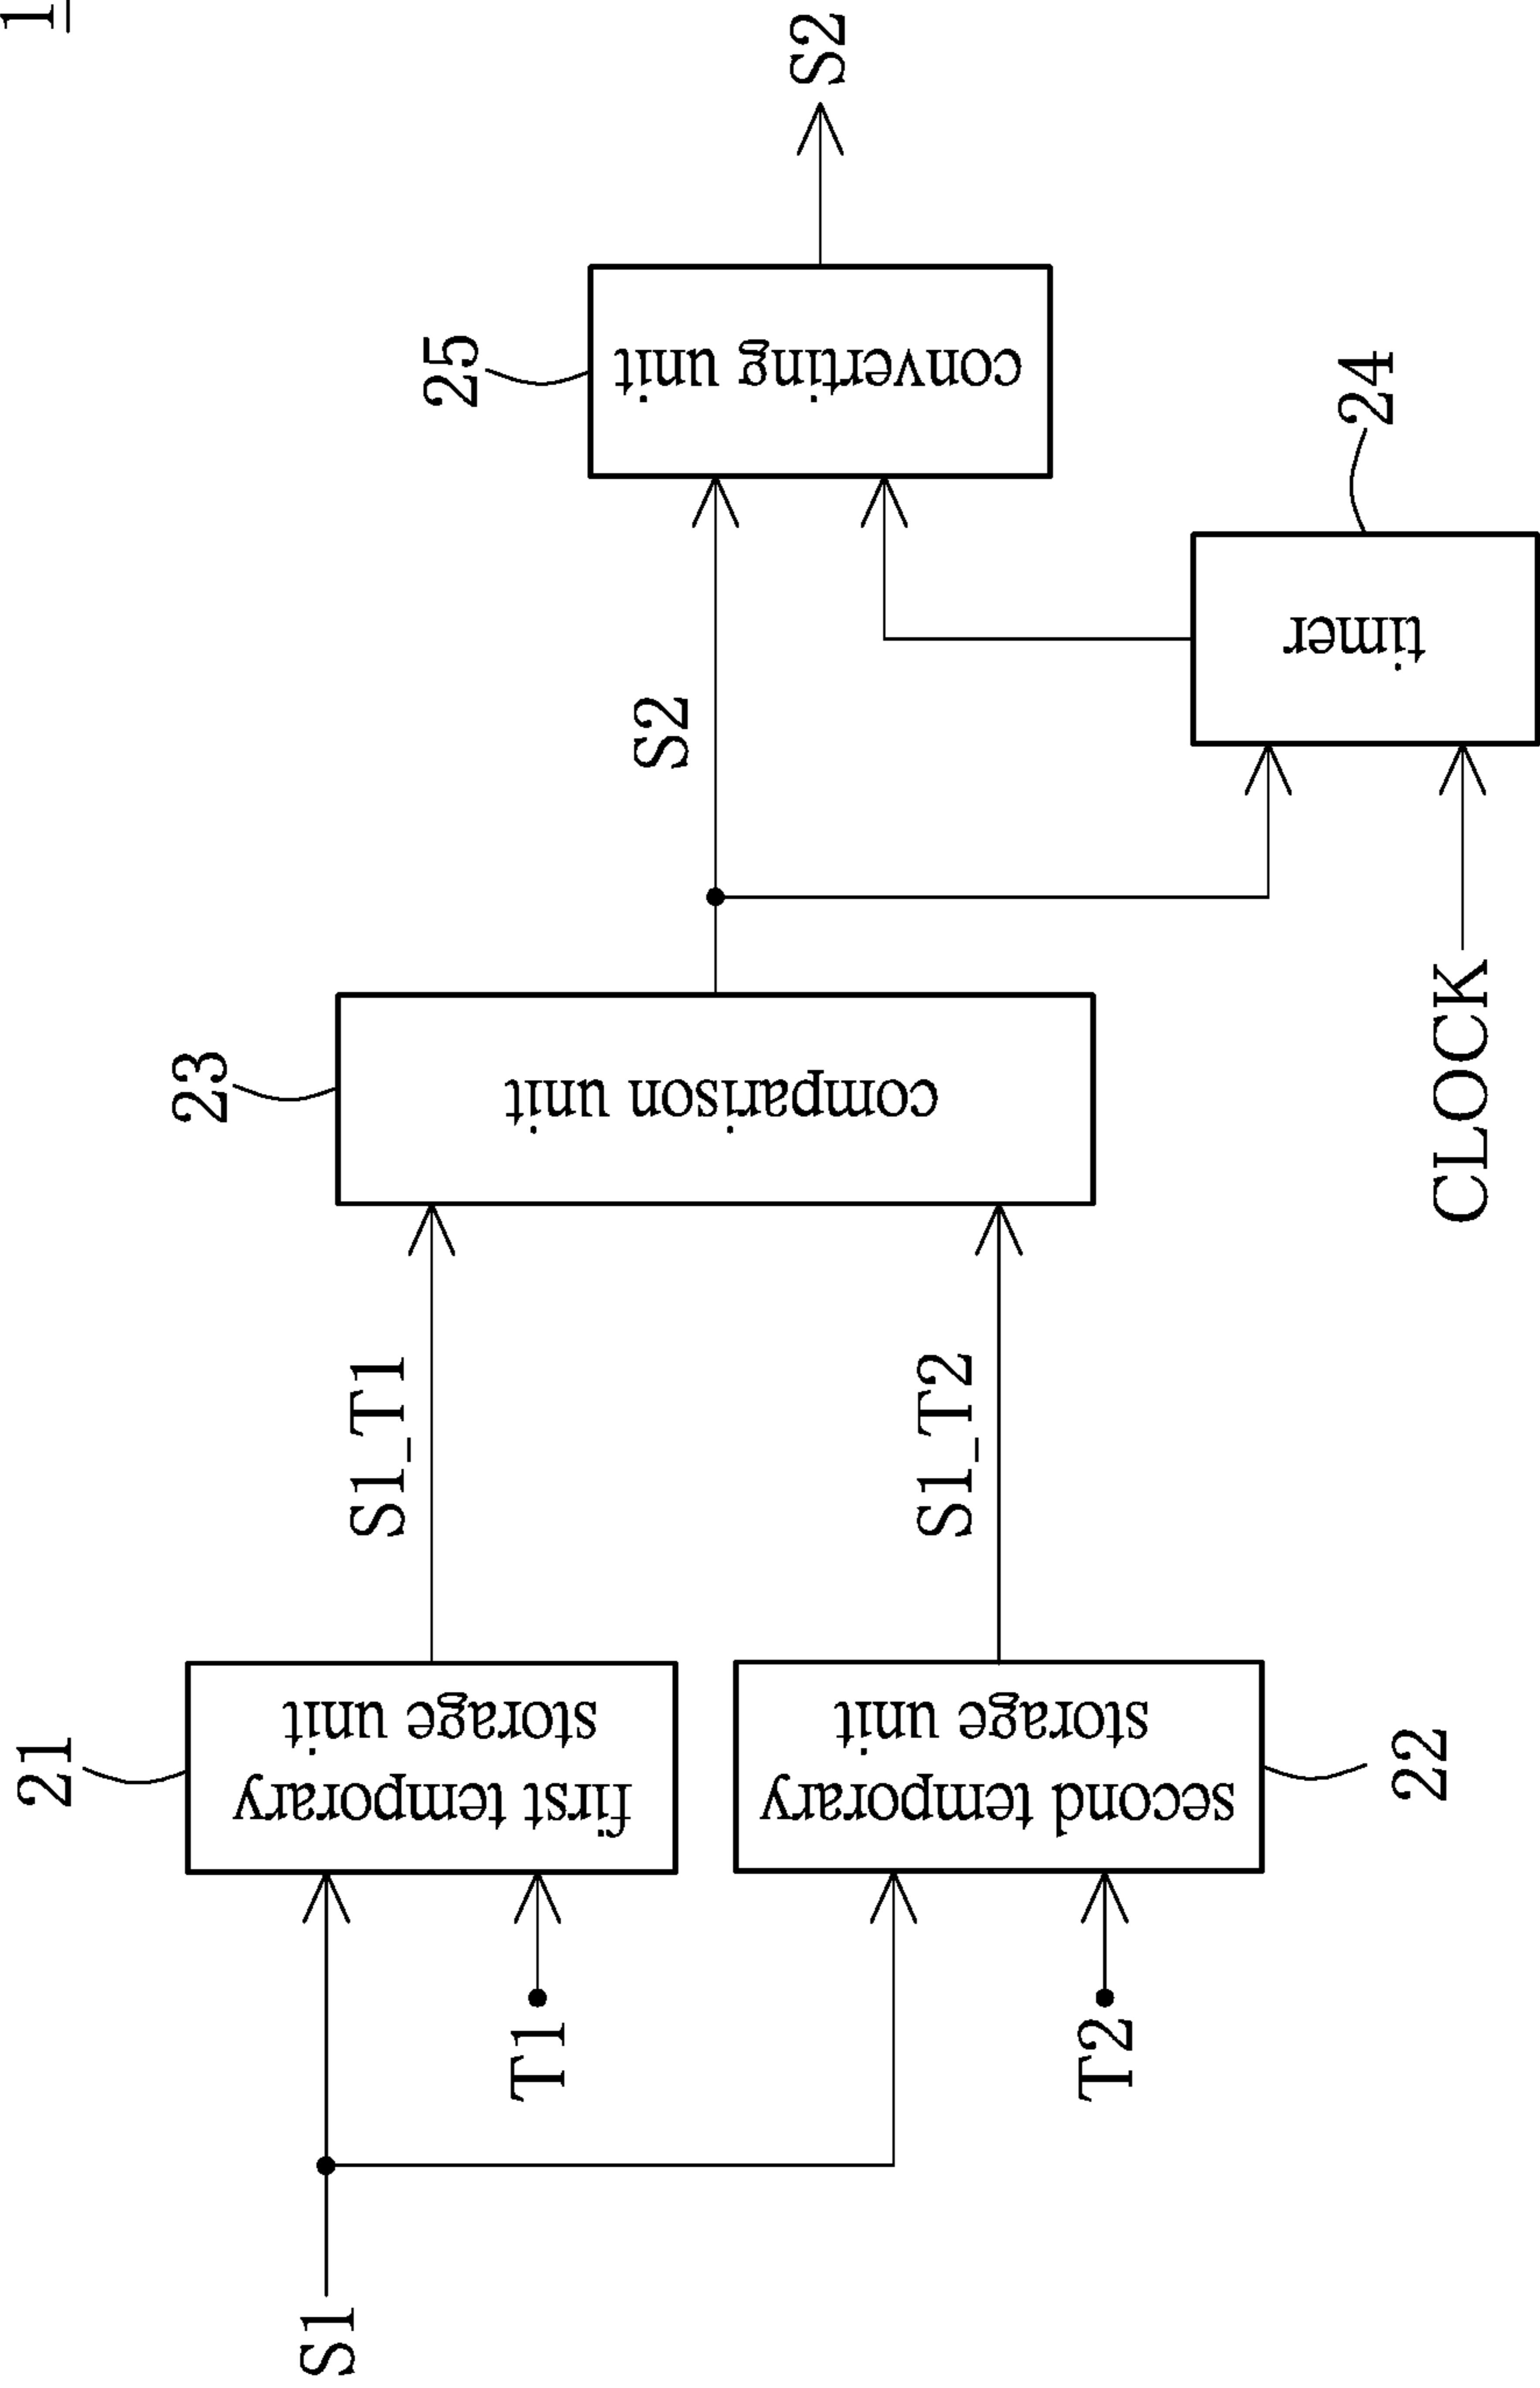 1
S1
T1
T2
21
first temporary
storage unit
second temporary
storage unit
22
S1_T1
S1_T2
23
comparison unit
CLOCK
S2
timer
24
25
converting unit
S2